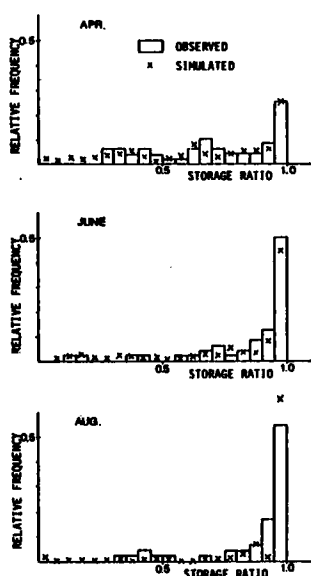 APR.
OBSERVED
× SIMULATED
RELATIVE FREQUENCY
0.5
0.5
1.0
STORAGE RATIO
JUNE
RELATIVE FREQUENCY
0.5
0.5
1.0
STORAGE RATIO
AUG.
RELATIVE FREQUENCY
0.5
0.5
1.0
STORAGE RATIO